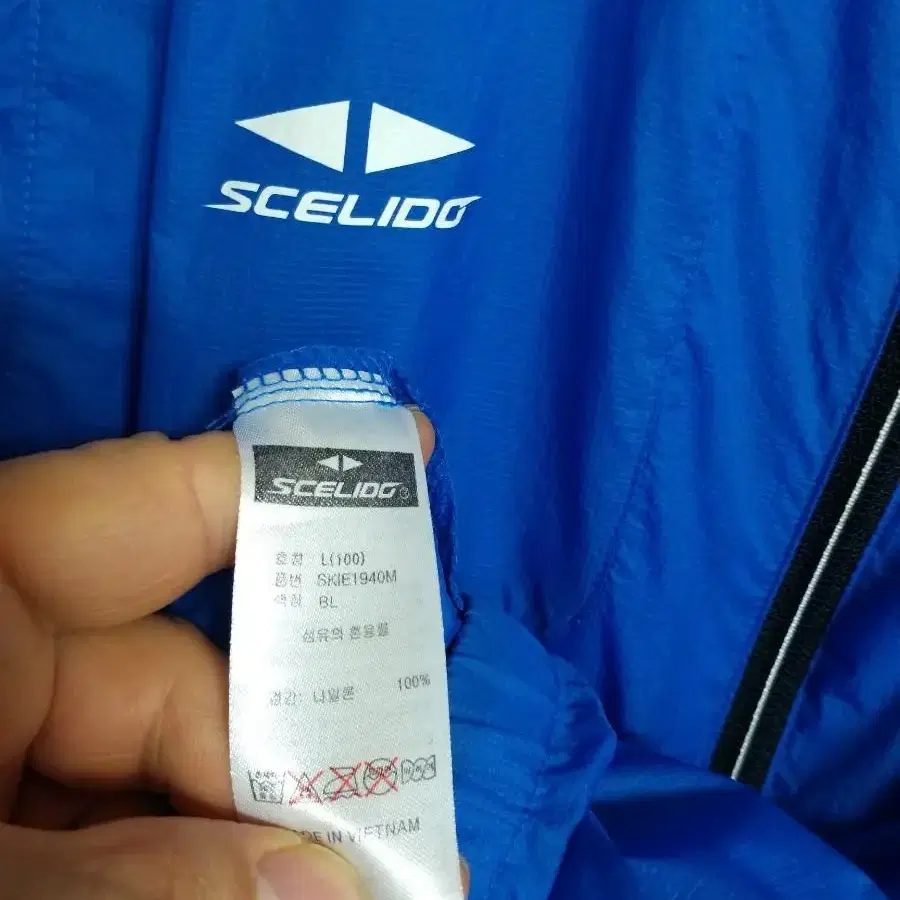 SCELIDO
SCELIDO
호칭 L(100)
품번 SKIE1940M
색상 BL
섬유의 혼용률
겉감: 나일론 100%
MADE IN VIETNAM